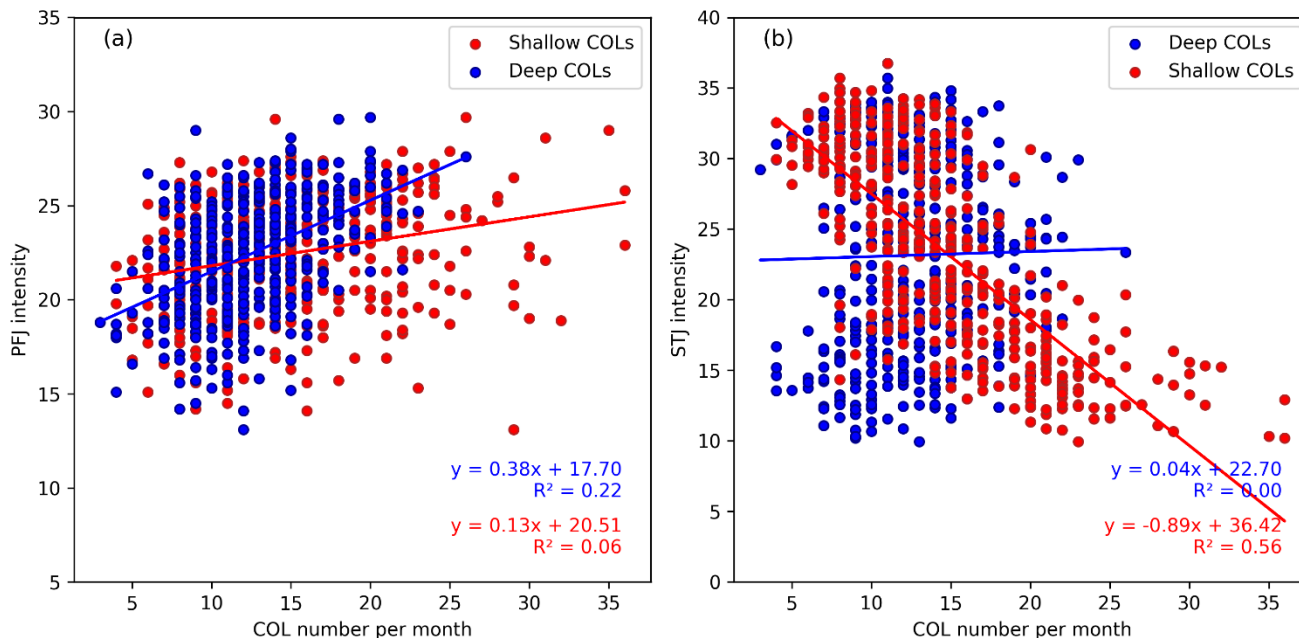 (a)
Shallow COLs
Deep COLs
35
30
25
20
15
10
5
PFJ intensity
y = 0.38x + 17.70
R² = 0.22
y = 0.13x + 20.51
R² = 0.06
5 10 15 20 25 30 35
COL number per month
(b)
Deep COLs
Shallow COLs
40
35
30
25
20
15
10
5
0
STJ intensity
y = 0.04x + 22.70
R² = 0.00
y = -0.89x + 36.42
R² = 0.56
5 10 15 20 25 30 35
COL number per month